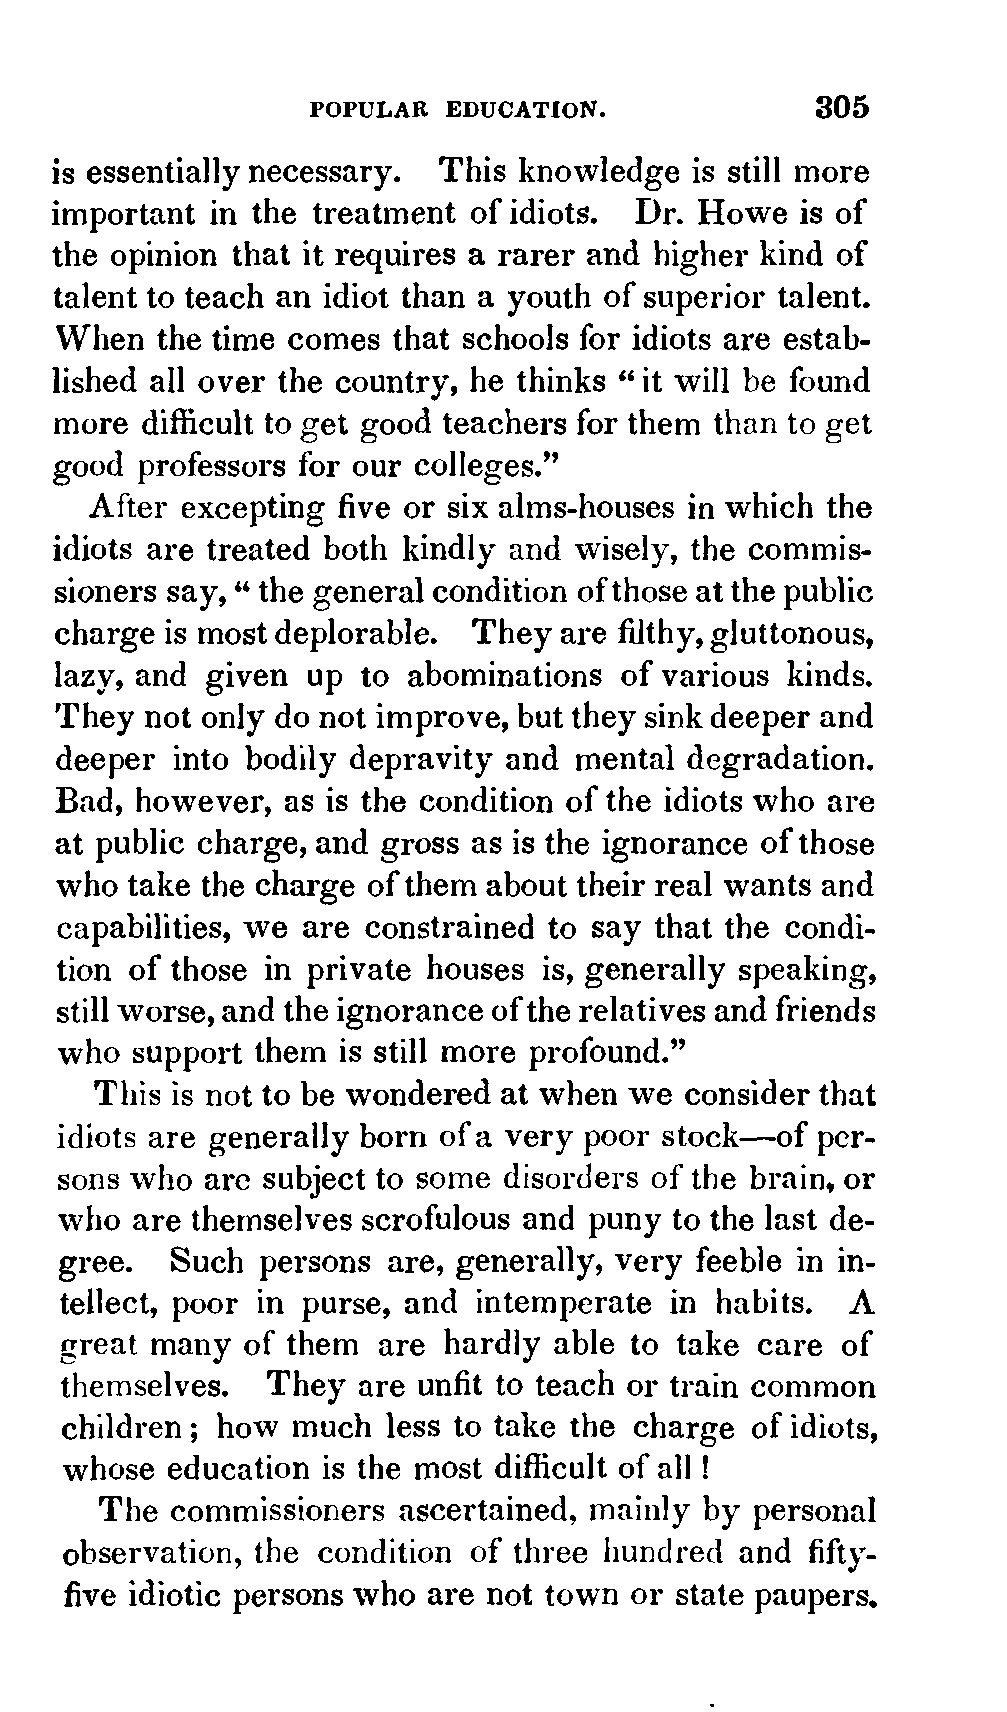 POPULAR EDUCATION. 305
is essentially necessary. This knowledge is still more
important in the treatment of idiots. Dr. Howe is of
the opinion that it requires a rarer and higher kind of
talent to teach an idiot than a youth of superior talent.
When the time comes that schools for idiots are estab-
lished all over the country, he thinks “it will be found
more difficult to get good teachers for them than to get
good professors for our colleges.”
After excepting five or six alms-houses in which the
idiots are treated both kindly and wisely, the commis-
sioners say, “the general condition of those at the public
charge is most deplorable. They are filthy, gluttonous,
lazy, and given up to abominations of various kinds.
They not only do not improve, but they sink deeper and
deeper into bodily depravity and mental degradation.
Bad, however, as is the condition of the idiots who are
at public charge, and gross as is the ignorance of those
who take the charge of them about their real wants and
capabilities, we are constrained to say that the condi-
tion of those in private houses is, generally speaking,
still worse, and the ignorance of the relatives and friends
who support them is still more profound.”
This is not to be wondered at when we consider that
idiots are generally born of a very poor stock—of per-
sons who are subject to some disorders of the brain, or
who are themselves scrofulous and puny to the last de-
gree. Such persons are, generally, very feeble in in-
tellect, poor in purse, and intemperate in habits. A
great many of them are hardly able to take care of
themselves. They are unfit to teach or train common
children; how much less to take the charge of idiots,
whose education is the most difficult of all!
The commissioners ascertained, mainly by personal
observation, the condition of three hundred and fifty-
five idiotic persons who are not town or state paupers.